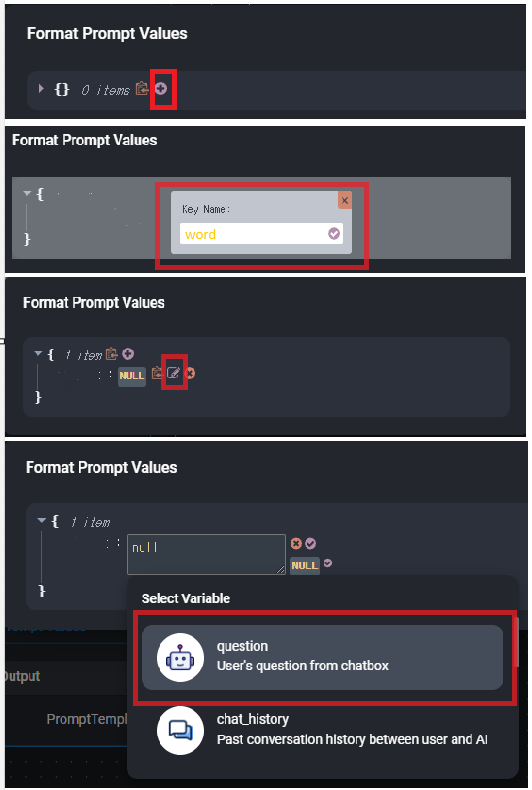 Format Prompt Values
{} 0 items
Format Prompt Values
{
Key Name:
word
}
Format Prompt Values
{ 1 item
: NULL
}
Format Prompt Values
{ 1 item
: null
NULL
}
Select Variable
question
User's question from chatbox
Output
PromptTempl
chat_history
Past conversation history between user and AI